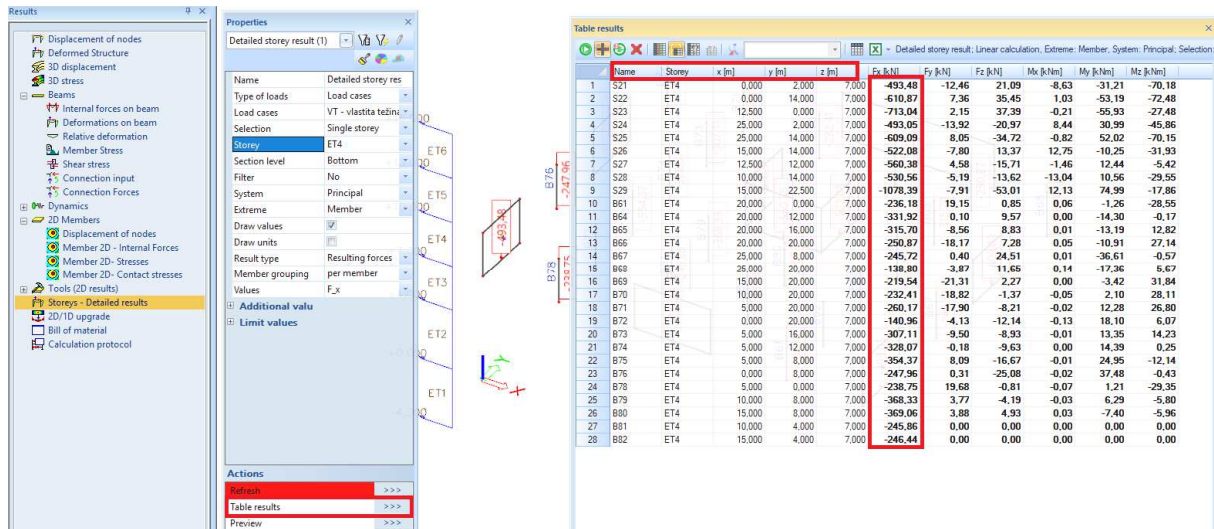 Results
Displacement of nodes
Deformed Structure
3D displacement
3D stress
Beams
Internal forces on beam
Deformations on beam
Relative deformation
Member Stress
Shear stress
Connection input
Connection Forces
Dynamics
2D Members
Displacement of nodes
Member 2D - Internal Forces
Member 2D- Stresses
Member 2D- Contact stresses
Tools (2D results)
Storeys - Detailed results
2D/1D upgrade
Bill of material
Calculation protocol
Properties
Detailed storey result (1)
Name Detailed storey res
Type of loads Load cases
Load cases VT - vlastita težina
Selection Single storey
Storey ET4
Section level Bottom
Filter No
System Principal
Extreme Member
Draw values
Draw units
Result type Resulting forces
Member grouping per member
Values F_x
Additional valu
Limit values
Actions
Refresh >>>
Table results >>>
Preview >>>
ET6
ET5
ET4
ET3
ET2
ET1
-493,48
B76
-247,96
B78
-238,75
Table results
Detailed storey result; Linear calculation, Extreme: Member, System: Principal; Selection:
Name Storey x [m] y [m] z [m] Fx [kN] Fy [kN] Fz [kN] Mx [kNm] My [kNm] Mz [kNm]
1 S21 ET4 0,000 2,000 7,000 -493,48 -12,46 21,09 -8,63 -31,21 -70,18
2 S22 ET4 0,000 14,000 7,000 -610,87 7,36 35,45 1,03 -53,19 -72,48
3 S23 ET4 12,500 0,000 7,000 -713,04 2,15 37,39 -0,21 -55,93 -27,48
4 S24 ET4 25,000 2,000 7,000 -493,05 -13,92 -20,97 8,44 30,99 -45,86
5 S25 ET4 25,000 14,000 7,000 -609,09 8,05 -34,72 -0,82 52,02 -70,15
6 S26 ET4 15,000 14,000 7,000 -522,08 -7,80 13,37 12,75 -10,25 -31,93
7 S27 ET4 12,500 12,000 7,000 -560,38 4,58 -15,71 -1,46 12,44 -5,42
8 S28 ET4 10,000 14,000 7,000 -530,56 -5,19 -13,62 -13,04 10,56 -29,55
9 S29 ET4 15,000 22,500 7,000 -1078,39 -7,91 -53,01 12,13 74,99 -17,86
10 B61 ET4 20,000 0,000 7,000 -236,18 19,15 0,85 0,06 -1,26 -28,55
11 B64 ET4 20,000 12,000 7,000 -331,92 0,10 9,57 0,00 -14,30 -0,17
12 B65 ET4 20,000 16,000 7,000 -315,70 8,56 8,83 0,01 -13,19 12,82
13 B66 ET4 20,000 20,000 7,000 -250,87 -18,17 7,28 0,05 -10,91 27,14
14 B67 ET4 25,000 8,000 7,000 -245,72 0,40 24,51 0,01 -36,61 -0,57
15 B68 ET4 25,000 20,000 7,000 -138,80 -3,87 11,65 0,14 -17,36 5,67
16 B69 ET4 15,000 20,000 7,000 -219,54 -21,31 2,27 0,00 -3,42 31,84
17 B70 ET4 10,000 20,000 7,000 -232,41 -18,82 -1,37 -0,05 2,10 28,11
18 B71 ET4 5,000 20,000 7,000 -260,17 -17,90 -8,21 -0,02 12,28 26,80
19 B72 ET4 0,000 20,000 7,000 -140,96 -4,13 -12,14 -0,13 18,10 6,07
20 B73 ET4 5,000 16,000 7,000 -307,11 -9,50 -8,93 -0,01 13,35 14,23
21 B74 ET4 5,000 12,000 7,000 -328,07 -0,18 -9,63 0,00 14,39 0,25
22 B75 ET4 5,000 8,000 7,000 -354,37 8,09 -16,67 -0,01 24,95 -12,14
23 B76 ET4 0,000 8,000 7,000 -247,96 0,31 -25,08 -0,02 37,48 -0,43
24 B78 ET4 5,000 0,000 7,000 -238,75 19,68 -0,81 -0,07 1,21 -29,35
25 B79 ET4 10,000 8,000 7,000 -368,33 3,77 -4,19 -0,03 6,29 -5,80
26 B80 ET4 15,000 8,000 7,000 -369,06 3,88 4,93 0,03 -7,40 -5,96
27 B81 ET4 10,000 4,000 7,000 -245,86 0,00 0,00 0,00 0,00 0,00
28 B82 ET4 15,000 4,000 7,000 -246,44 0,00 0,00 0,00 0,00 0,00